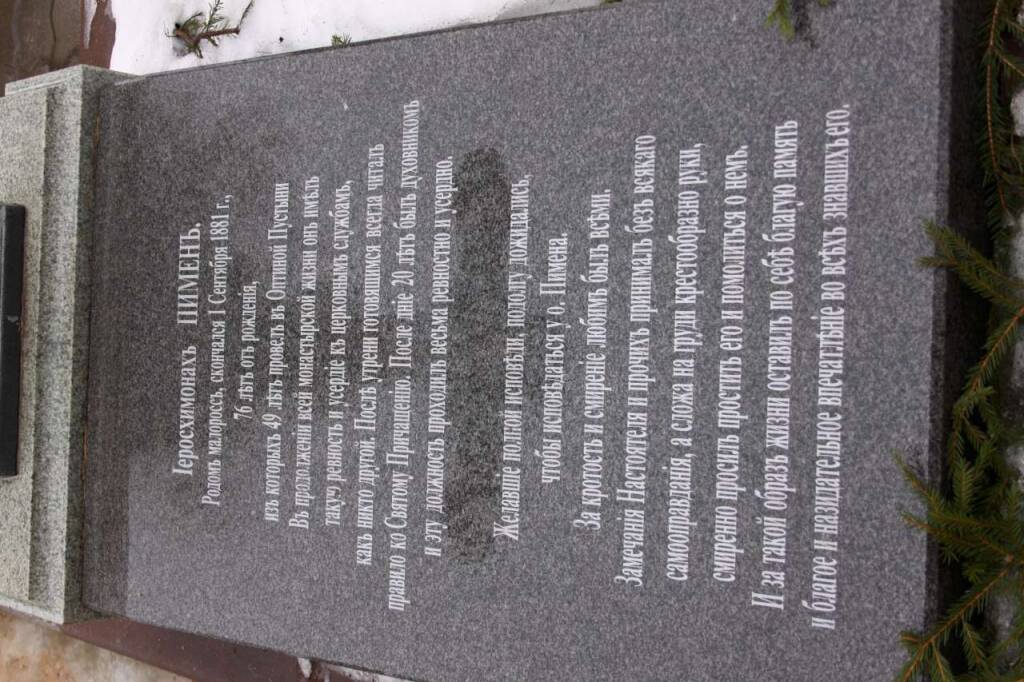 Іеросхимонахъ ПИМЕНЪ.
Родомъ малороссъ, скончался 1 Сентября 1881 г.,
76 лѣтъ отъ рожденія,
изъ которыхъ 49 лѣтъ провелъ въ Оптиной Пустыни
Въ продолженіи всей монастырской жизни онъ имѣлъ
такую ревность и усердіе къ церковнымъ службамъ,
какъ никто другой. Послѣ утрени готовящимся всегда читалъ
правило ко Святому Причащенію. Послѣдніе 20 лѣтъ былъ духовникомъ
и эту должность проходилъ весьма ревностно и усердно.
Желавшіе полной исповѣди, подолгу дожидались,
чтобы исповѣдаться у о. Пимена.
За кротость и смиреніе любимъ былъ всѣми.
Замечанія Настоятеля и прочихъ принималъ безъ всякаго
самооправданія, а сложа на груди крестообразно руки,
смиренно просилъ простить его и помолиться о немъ.
И за такой образъ жизни оставилъ по себѣ благую память
и благое и назидательное впечатлѣніе во всѣхъ знавшихъ его.